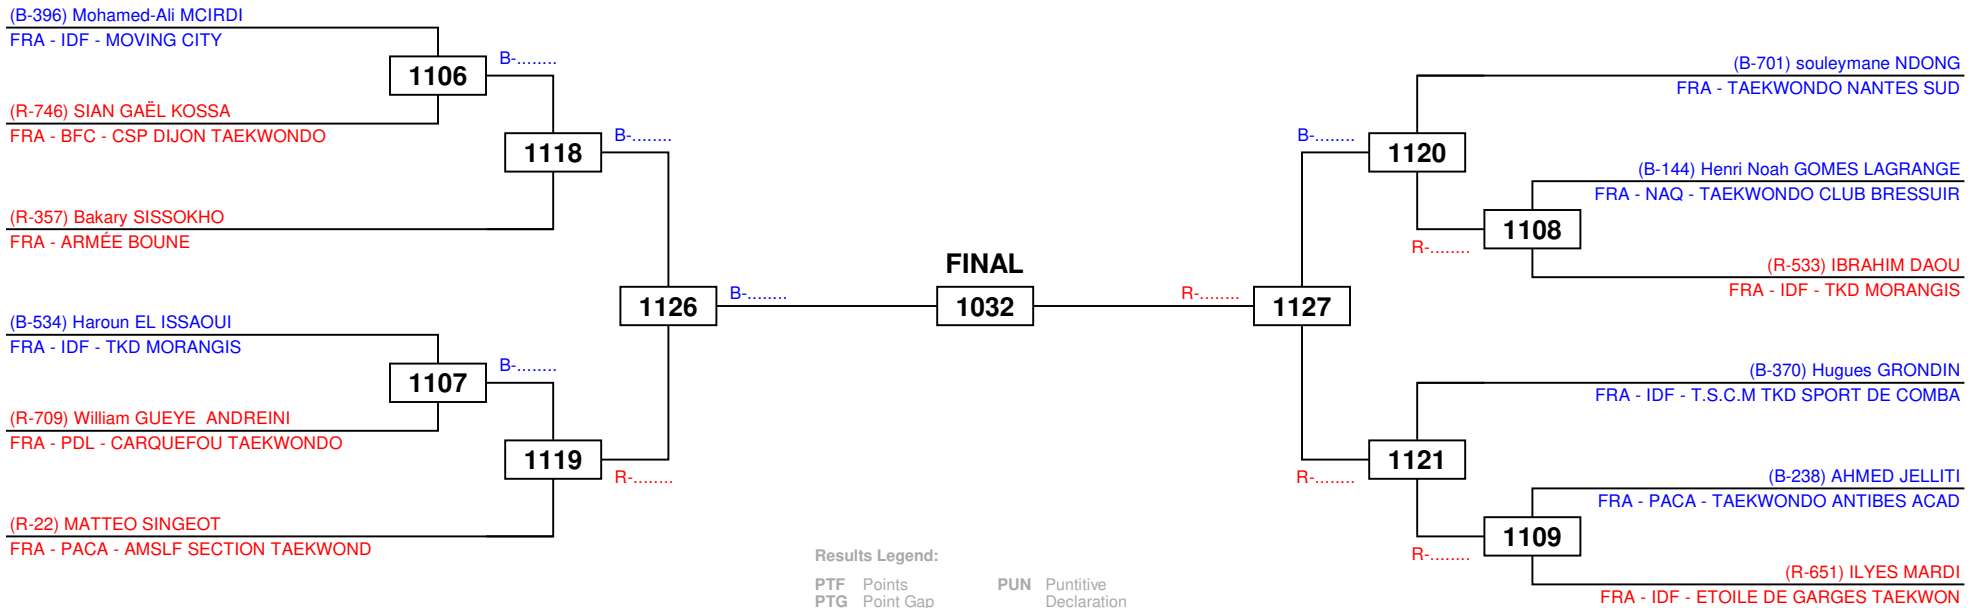 (B-396) Mohamed-Ali MCIRDI
FRA - IDF - MOVING CITY
1106
B-........
(R-746) SIAN GAËL KOSSA
FRA - BFC - CSP DIJON TAEKWONDO
1118
B-........
(R-357) Bakary SISSOKHO
FRA - ARMÉE BOUNE
1126
B-........
(B-534) Haroun EL ISSAOUI
FRA - IDF - TKD MORANGIS
1107
B-........
(R-709) William GUEYE  ANDREINI
FRA - PDL - CARQUEFOU TAEKWONDO
1119
R-........
(R-22) MATTEO SINGEOT
FRA - PACA - AMSLF SECTION TAEKWOND
FINAL
1032
(B-701) souleymane NDONG
FRA - TAEKWONDO NANTES SUD
B-........
1120
(B-144) Henri Noah GOMES LAGRANGE
FRA - NAQ - TAEKWONDO CLUB BRESSUIR
1108
R-........
(R-533) IBRAHIM DAOU
FRA - IDF - TKD MORANGIS
R-........
1127
(B-370) Hugues GRONDIN
FRA - IDF - T.S.C.M TKD SPORT DE COMBA
1121
R-........
(B-238) AHMED JELLITI
FRA - PACA - TAEKWONDO ANTIBES ACAD
1109
R-........
(R-651) ILYES MARDI
FRA - IDF - ETOILE DE GARGES TAEKWON
Results Legend:
PTF Points
PTG Point Gap
PUN Puntitive
Declaration